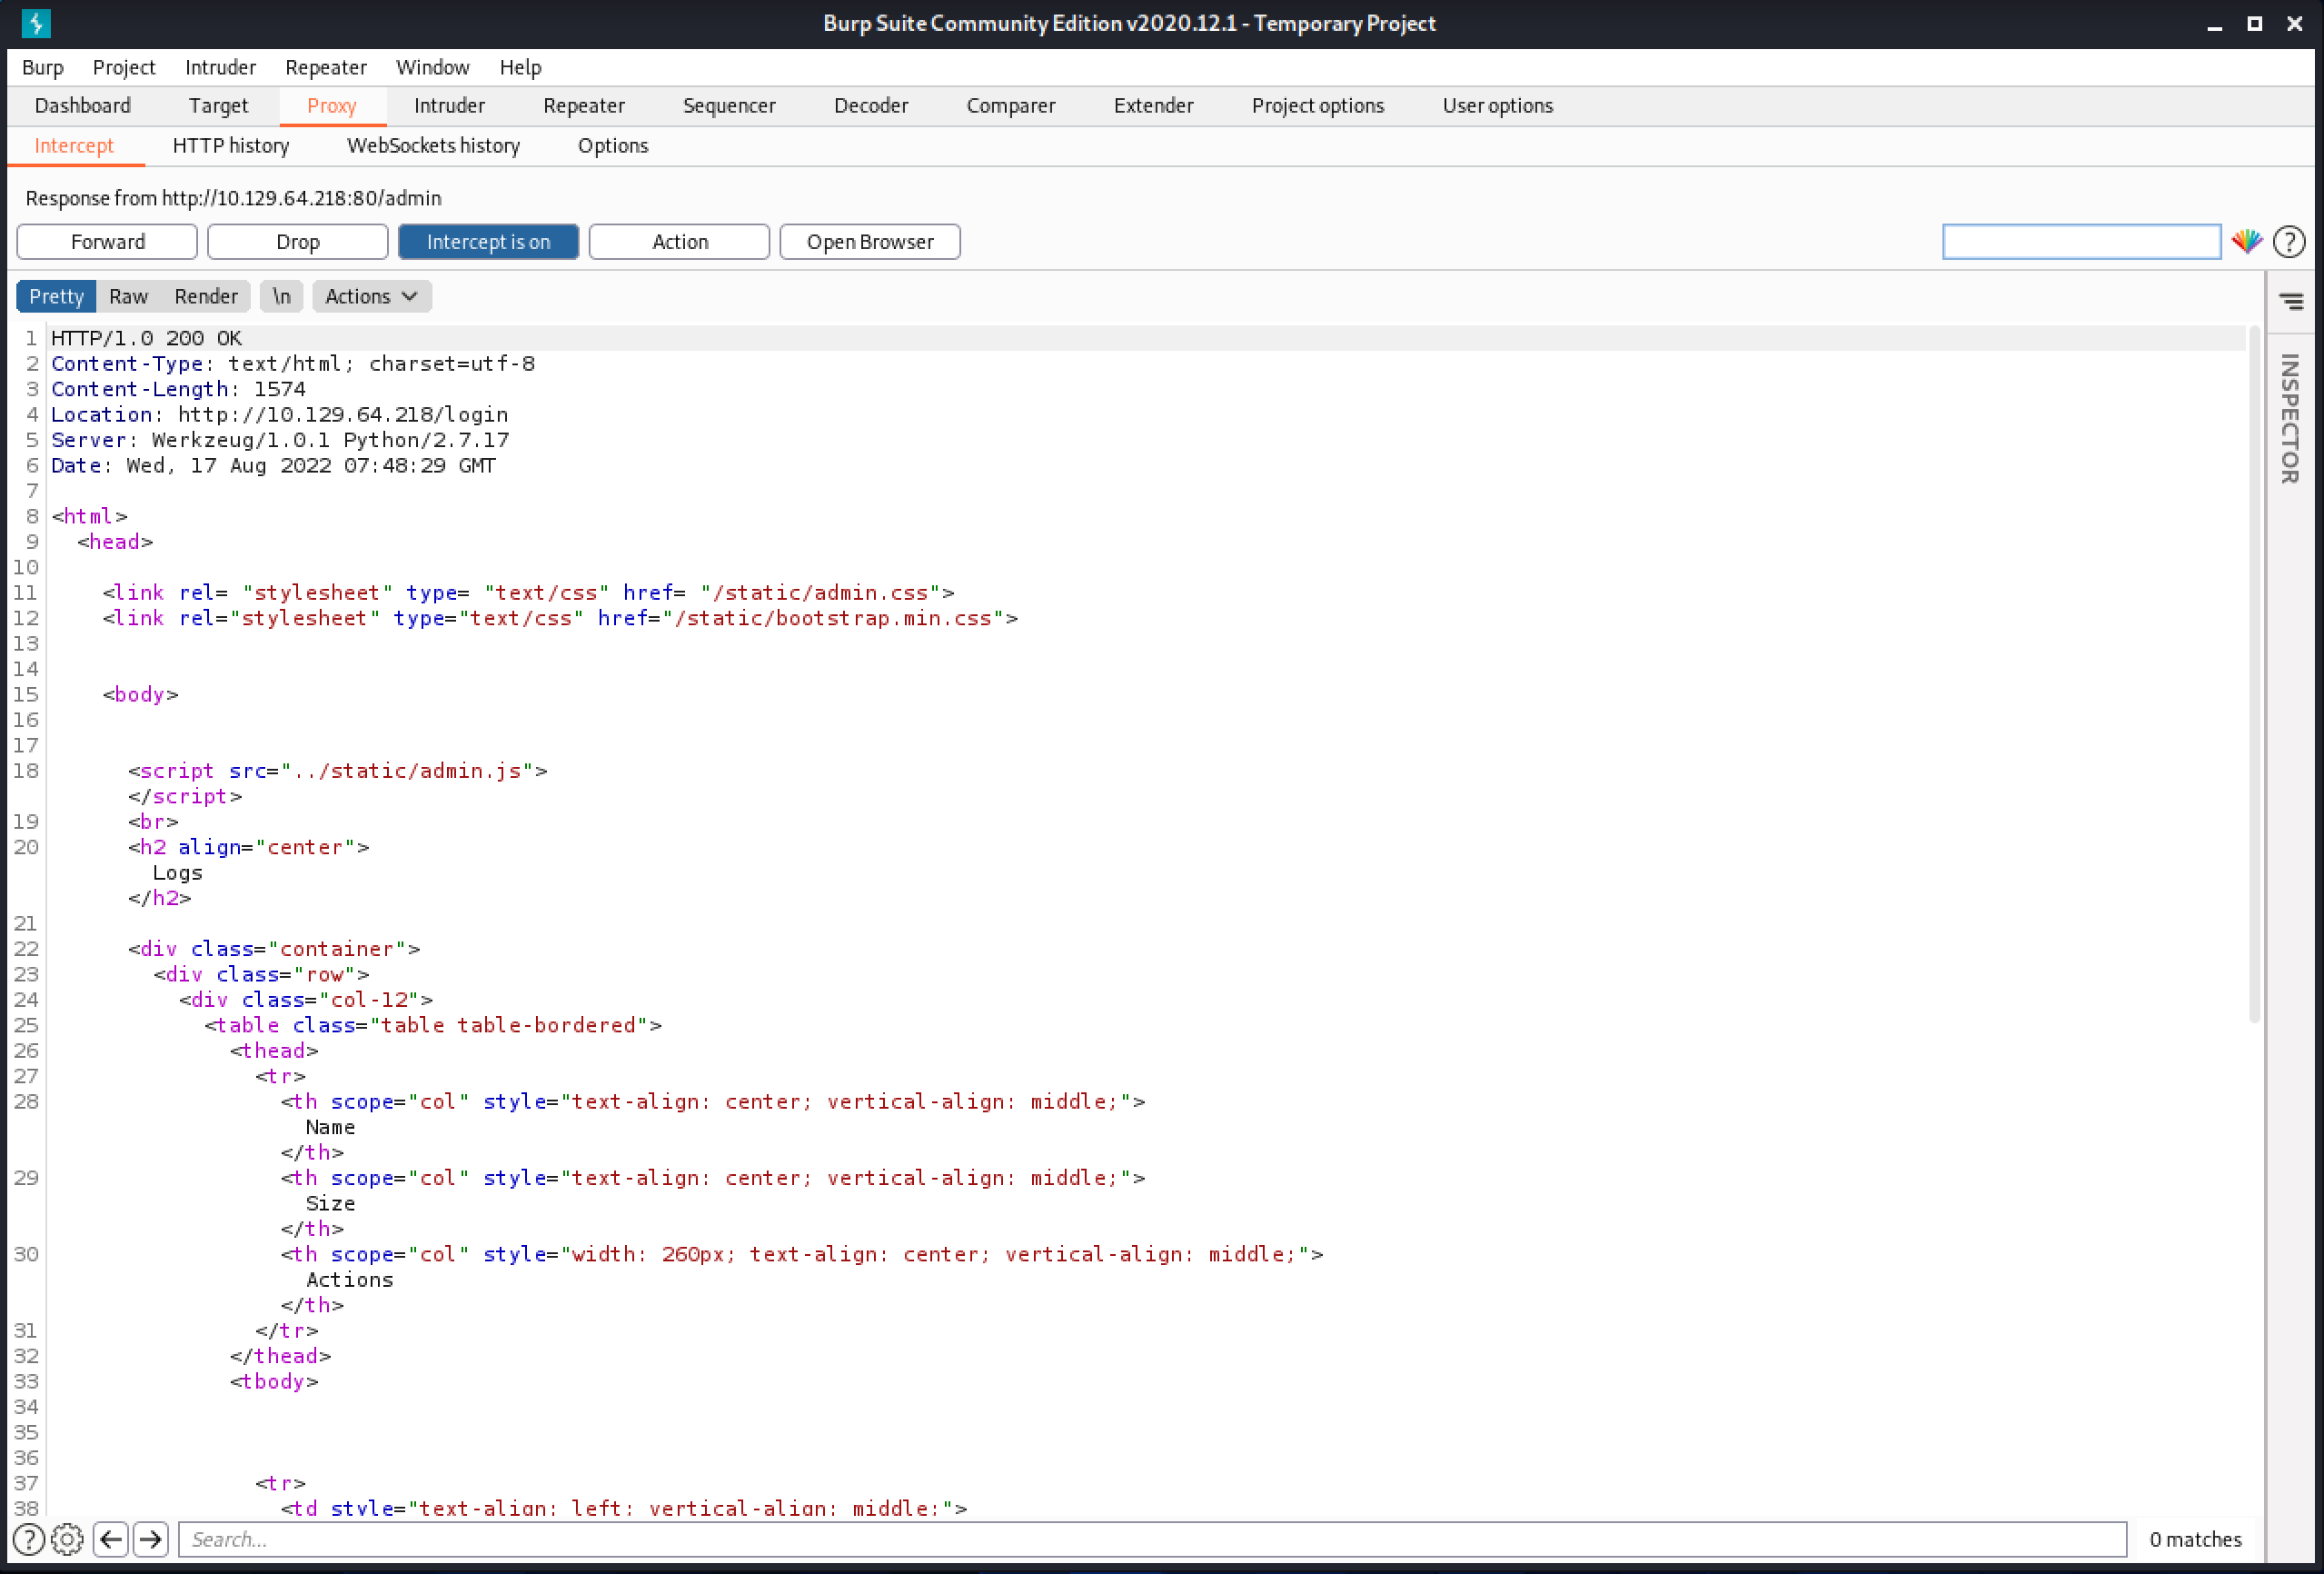 Burp Suite Community Edition v2020.12.1 - Temporary Project
Burp Project Intruder Repeater Window Help
Dashboard Target Proxy Intruder Repeater Sequencer Decoder Comparer Extender Project options User options
Intercept HTTP history WebSockets history Options
Response from http://10.129.64.218:80/admin
Forward Drop Intercept is on Action Open Browser ?
Pretty Raw Render \n Actions
INSPECTOR
1 HTTP/1.0 200 OK
2 Content-Type: text/html; charset=utf-8
3 Content-Length: 1574
4 Location: http://10.129.64.218/login
5 Server: Werkzeug/1.0.1 Python/2.7.17
6 Date: Wed, 17 Aug 2022 07:48:29 GMT
7
8 <html>
9 <head>
10
11 <link rel= "stylesheet" type= "text/css" href= "/static/admin.css">
12 <link rel="stylesheet" type="text/css" href="/static/bootstrap.min.css">
13
14
15 <body>
16
17
18 <script src="../static/admin.js">
</script>
19 <br>
20 <h2 align="center">
Logs
</h2>
21
22 <div class="container">
23 <div class="row">
24 <div class="col-12">
25 <table class="table table-bordered">
26 <thead>
27 <tr>
28 <th scope="col" style="text-align: center; vertical-align: middle;">
Name
</th>
29 <th scope="col" style="text-align: center; vertical-align: middle;">
Size
</th>
30 <th scope="col" style="width: 260px; text-align: center; vertical-align: middle;">
Actions
</th>
31 </tr>
32 </thead>
33 <tbody>
34
35
36
37 <tr>
38 <td style="text-align: left; vertical-align: middle;">
? Search... 0 matches